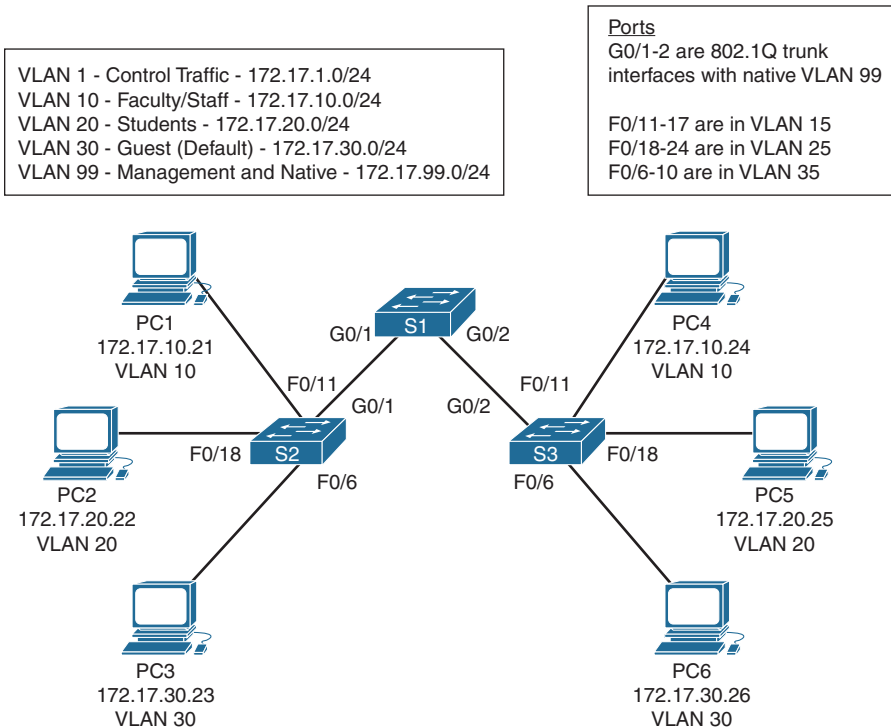 VLAN 1 - Control Traffic - 172.17.1.0/24
VLAN 10 - Faculty/Staff - 172.17.10.0/24
VLAN 20 - Students - 172.17.20.0/24
VLAN 30 - Guest (Default) - 172.17.30.0/24
VLAN 99 - Management and Native - 172.17.99.0/24
Ports
G0/1-2 are 802.1Q trunk
interfaces with native VLAN 99
F0/11-17 are in VLAN 15
F0/18-24 are in VLAN 25
F0/6-10 are in VLAN 35
PC1
172.17.10.21
VLAN 10
G0/1
S1
G0/2
PC4
172.17.10.24
VLAN 10
F0/11
G0/1
G0/2
F0/11
F0/18
S2
F0/6
S3
F0/18
F0/6
PC2
172.17.20.22
VLAN 20
PC5
172.17.20.25
VLAN 20
PC3
172.17.30.23
VLAN 30
PC6
172.17.30.26
VLAN 30